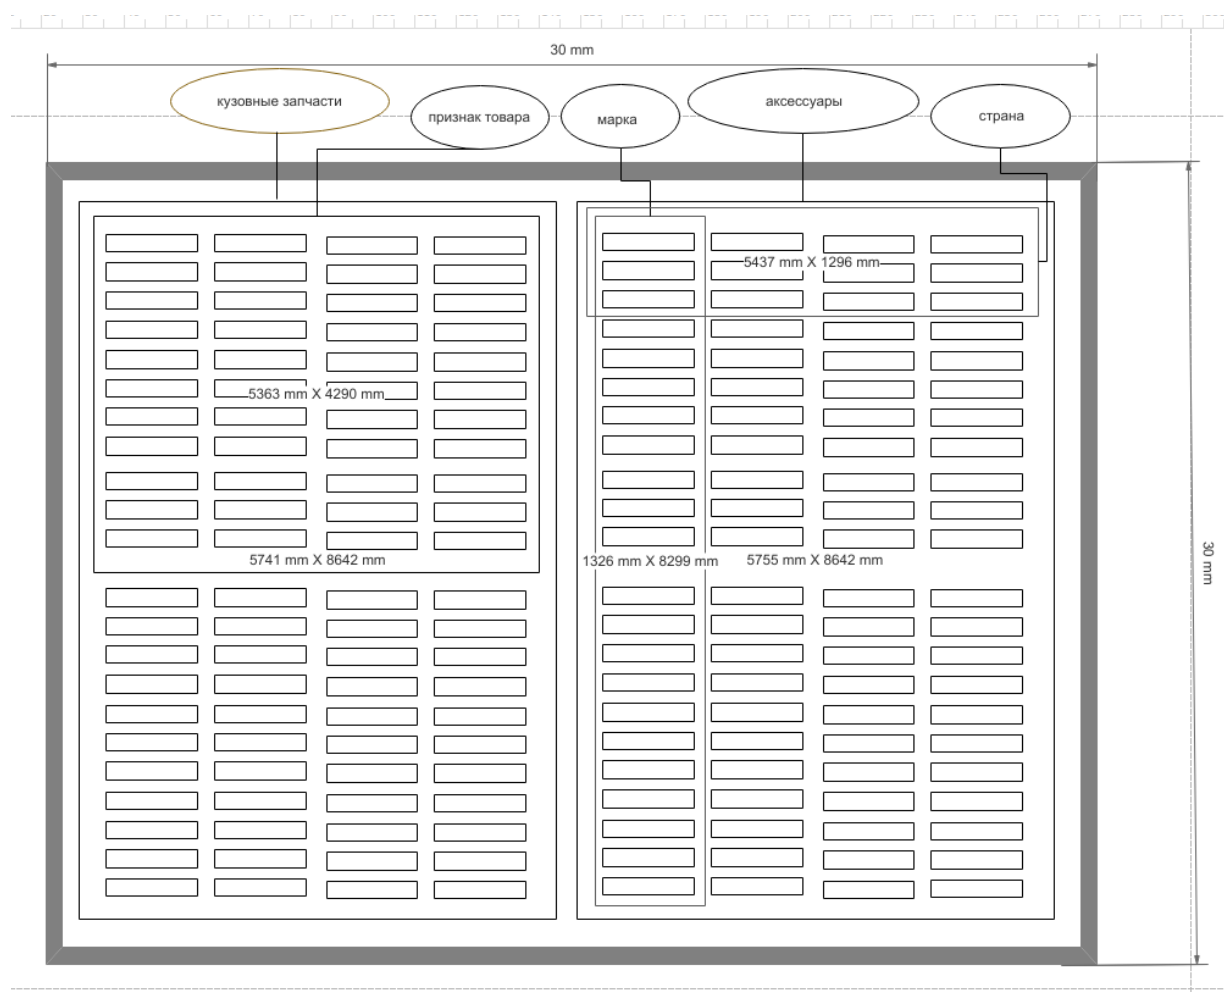 30 mm
кузовные запчасти
признак товара
марка
аксессуары
страна
5437 mm X 1296 mm
5363 mm X 4290 mm
5741 mm X 8642 mm
1326 mm X 8299 mm
5755 mm X 8642 mm
30 mm